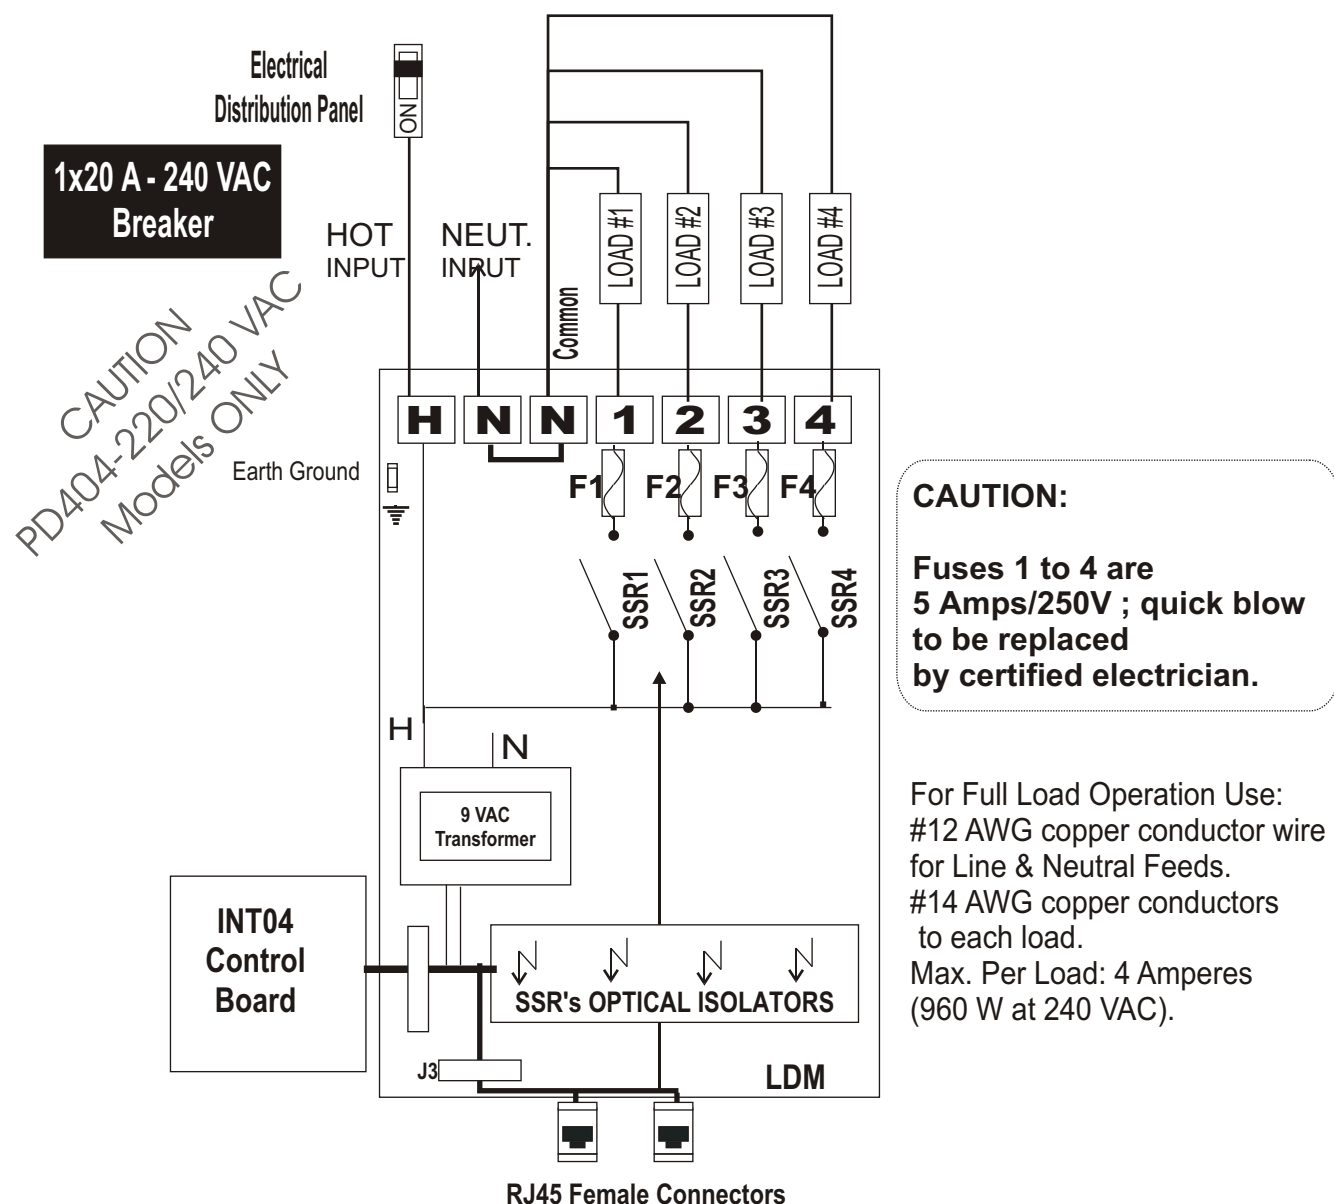 Electrical
Distribution Panel
ON
1x20 A - 240 VAC
Breaker
HOT
INPUT
NEUT.
INPUT
Common
LOAD #1
LOAD #2
LOAD #3
LOAD #4
CAUTION
PD404-220/240 VAC
Models ONLY
H
N
N
1
2
3
4
Earth Ground
F1
F2
F3
F4
SSR1
SSR2
SSR3
SSR4
CAUTION:
Fuses 1 to 4 are
5 Amps/250V ; quick blow
to be replaced
by certified electrician.
H
N
9 VAC
Transformer
For Full Load Operation Use:
#12 AWG copper conductor wire
for Line & Neutral Feeds.
#14 AWG copper conductors
to each load.
Max. Per Load: 4 Amperes
(960 W at 240 VAC).
INT04
Control
Board
SSR's OPTICAL ISOLATORS
J3
LDM
RJ45 Female Connectors